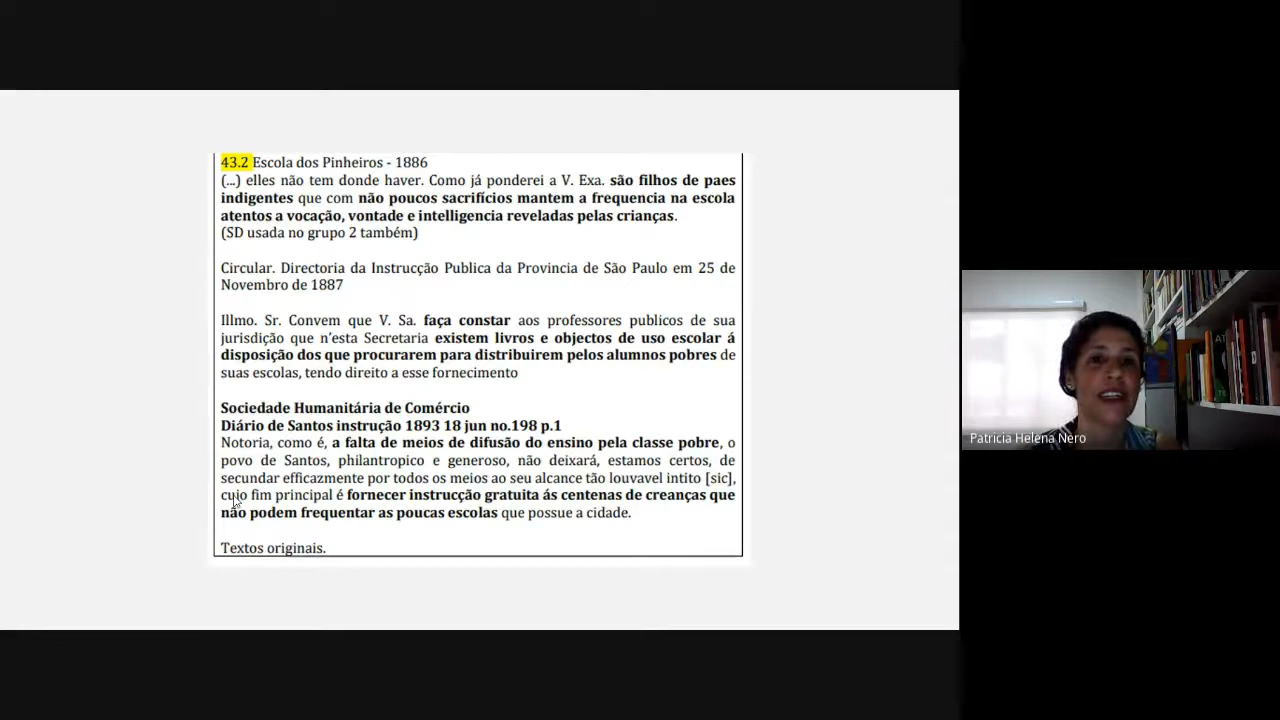 43.2 Escola dos Pinheiros - 1886
(...) elles não tem donde haver. Como já ponderei a V. Exa. são filhos de paes
indigentes que com não poucos sacrifícios mantem a frequencia na escola
atentos a vocação, vontade e intelligencia reveladas pelas crianças.
(SD usada no grupo 2 também)
Circular. Directoria da Instrucção Publica da Provincia de São Paulo em 25 de
Novembro de 1887
Illmo. Sr. Convem que V. Sa. faça constar aos professores publicos de sua
jurisdição que n'esta Secretaria existem livros e objectos de uso escolar á
disposição dos que procurarem para distribuirem pelos alumnos pobres de
suas escolas, tendo direito a esse fornecimento
Sociedade Humanitária de Comércio
Diário de Santos instrução 1893 18 jun no.198 p.1
Notoria, como é, a falta de meios de difusão do ensino pela classe pobre, o
povo de Santos, philantropico e generoso, não deixará, estamos certos, de
secundar efficazmente por todos os meios ao seu alcance tão louvavel intito [sic],
cujo fim principal é fornecer instrucção gratuita ás centenas de creanças que
não podem frequentar as poucas escolas que possue a cidade.
Textos originais.
Patricia Helena Nero